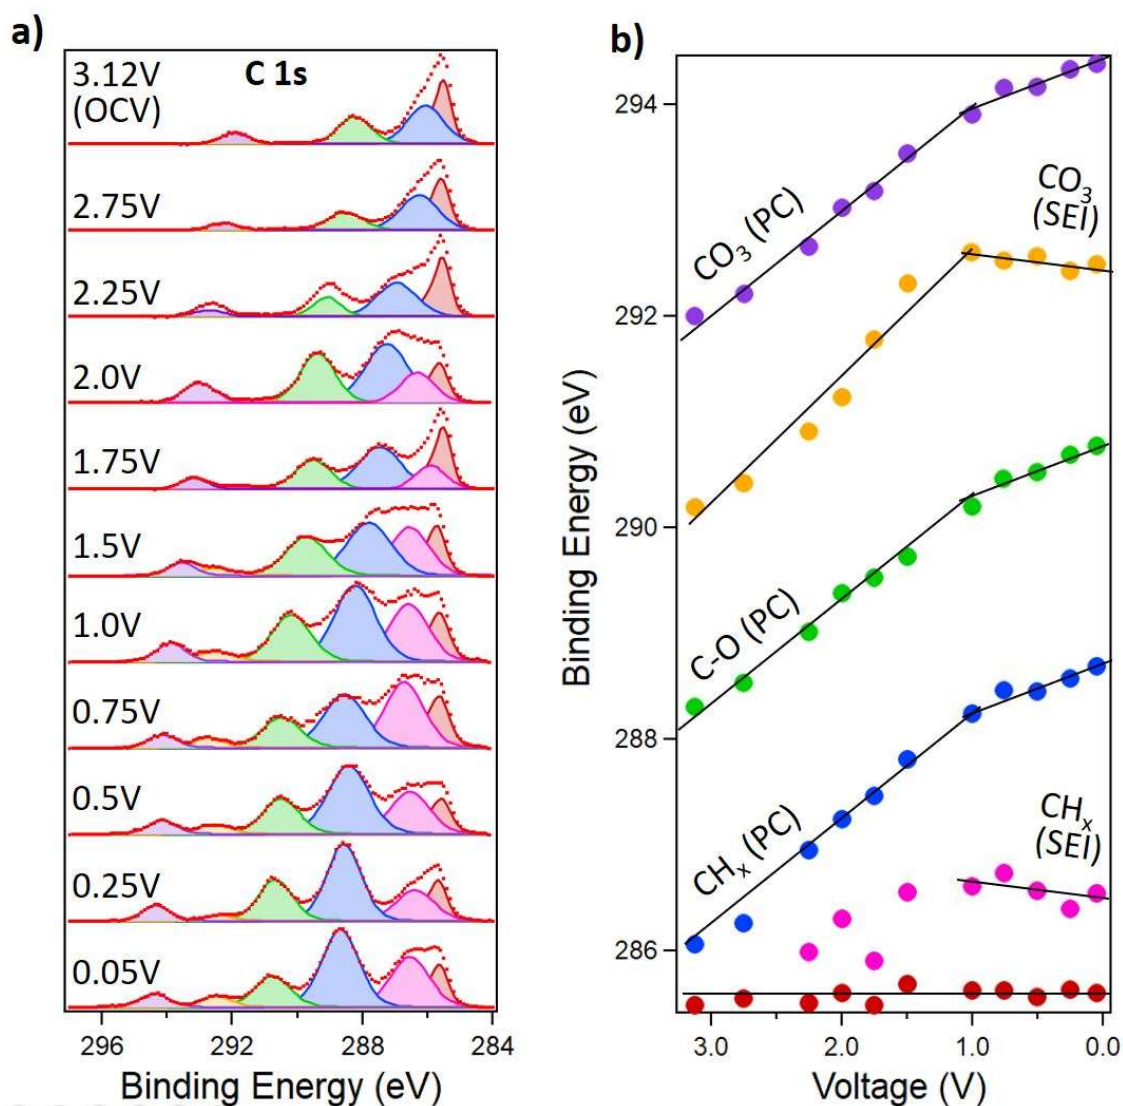 a)
C 1s
3.12V
(OCV)
2.75V
2.25V
2.0V
1.75V
1.5V
1.0V
0.75V
0.5V
0.25V
0.05V
296
292
288
284
Binding Energy (eV)
b)
294
292
290
288
286
Binding Energy (eV)
CO₃ (PC)
CO₃
(SEI)
C-O (PC)
CHₓ (PC)
CHₓ
(SEI)
3.0
2.0
1.0
0.0
Voltage (V)